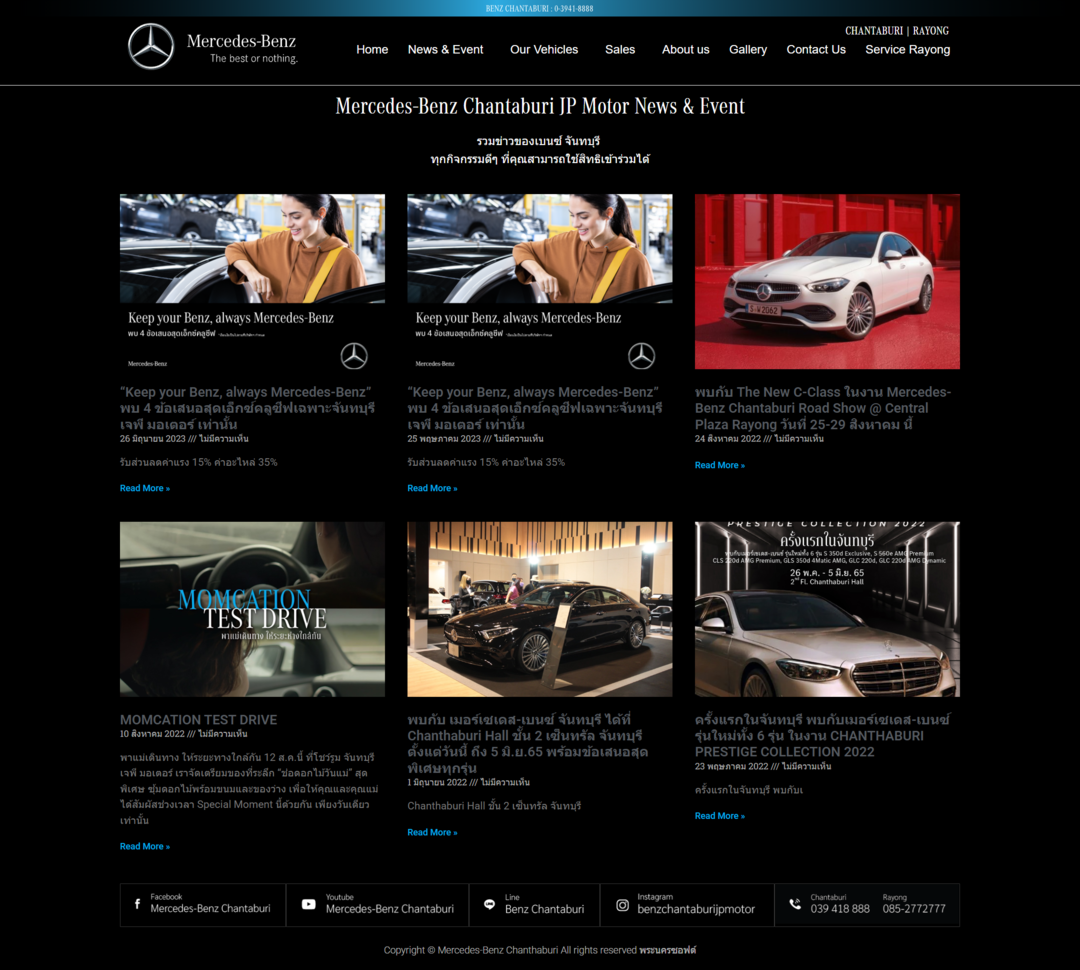 BENZ CHANTABURI : 0-3941-8888
CHANTABURI | RAYONG
Mercedes-Benz
The best or nothing.
Home News & Event Our Vehicles Sales About us Gallery Contact Us Service Rayong
Mercedes-Benz Chantaburi JP Motor News & Event
รวมข่าวของเบนซ์ จันทบุรี
ทุกกิจกรรมดีๆ ที่คุณสามารถใช้สิทธิเข้าร่วมได้
Keep your Benz, always Mercedes-Benz
พบ 4 ข้อเสนอสุดเอ็กซ์คลูซีฟ
Mercedes-Benz
“Keep your Benz, always Mercedes-Benz”
พบ 4 ข้อเสนอสุดเอ็กซ์คลูซีฟเฉพาะจันทบุรี
เจพี มอเตอร์ เท่านั้น
26 มิถุนายน 2023 /// ไม่มีความเห็น
รับส่วนลดค่าแรง 15% ค่าอะไหล่ 35%
Read More »
Keep your Benz, always Mercedes-Benz
พบ 4 ข้อเสนอสุดเอ็กซ์คลูซีฟ
Mercedes-Benz
“Keep your Benz, always Mercedes-Benz”
พบ 4 ข้อเสนอสุดเอ็กซ์คลูซีฟเฉพาะจันทบุรี
เจพี มอเตอร์ เท่านั้น
25 พฤษภาคม 2023 /// ไม่มีความเห็น
รับส่วนลดค่าแรง 15% ค่าอะไหล่ 35%
Read More »
S·W 2062
พบกับ The New C-Class ในงาน Mercedes-
Benz Chantaburi Road Show @ Central
Plaza Rayong วันที่ 25-29 สิงหาคม นี้
24 สิงหาคม 2022 /// ไม่มีความเห็น
Read More »
MOMCATION
TEST DRIVE
พาแม่เดินทาง ให้ระยะห่างใกล้กัน
MOMCATION TEST DRIVE
10 สิงหาคม 2022 /// ไม่มีความเห็น
พาแม่เดินทาง ให้ระยะทางใกล้กัน 12 ส.ค.นี้ ที่โชว์รูม จันทบุรี
เจพี มอเตอร์ เราจัดเตรียมของที่ระลึก “ช่อดอกไม้วันแม่” สุด
พิเศษ ซุ้มดอกไม้พร้อมขนมและของว่าง เพื่อให้คุณและคุณแม่
ได้สัมผัสช่วงเวลา Special Moment นี้ด้วยกัน เพียงวันเดียว
เท่านั้น
Read More »
พบกับ เมอร์เซเดส-เบนซ์ จันทบุรี ได้ที่
Chanthaburi Hall ชั้น 2 เซ็นทรัล จันทบุรี
ตั้งแต่วันนี้ ถึง 5 มิ.ย.65 พร้อมข้อเสนอสุด
พิเศษทุกรุ่น
1 มิถุนายน 2022 /// ไม่มีความเห็น
Chanthaburi Hall ชั้น 2 เซ็นทรัล จันทบุรี
Read More »
PRESTIGE COLLECTION 2022
ครั้งแรกในจันทบุรี
พบกับเมอร์เซเดส-เบนซ์ รุ่นใหม่ทั้ง 6 รุ่น S 350d Exclusive, S 560e AMG Premium
CLS 220d AMG Premium, GLS 350d 4Matic AMG, GLC 220d, GLC 220d AMG Dynamic
26 พ.ค. - 5 มิ.ย. 65
2nd Fl. Chanthaburi Hall
ครั้งแรกในจันทบุรี พบกับเมอร์เซเดส-เบนซ์
รุ่นใหม่ทั้ง 6 รุ่น ในงาน CHANTHABURI
PRESTIGE COLLECTION 2022
23 พฤษภาคม 2022 /// ไม่มีความเห็น
ครั้งแรกในจันทบุรี พบกับเ
Read More »
Facebook
Mercedes-Benz Chantaburi
Youtube
Mercedes-Benz Chantaburi
Line
Benz Chantaburi
Instagram
benzchantaburijpmotor
Chantaburi
039 418 888
Rayong
085-2772777
Copyright © Mercedes-Benz Chanthaburi All rights reserved พระนครซอฟต์